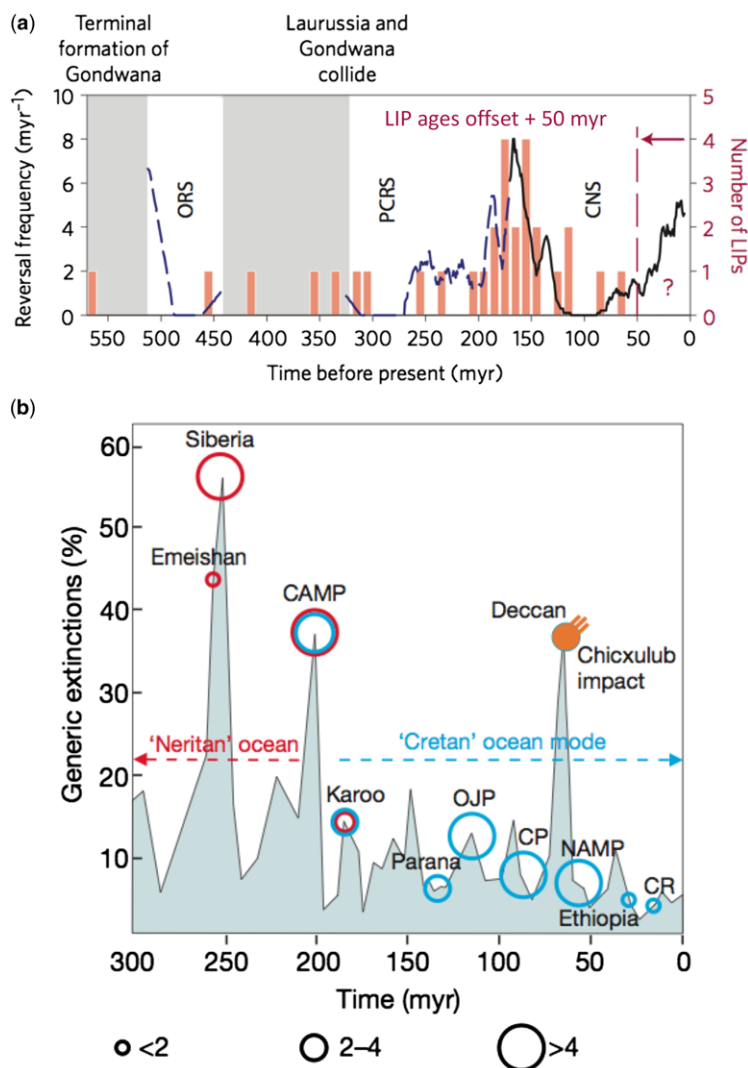 (a)
Terminal
formation of
Gondwana
Laurussia and
Gondwana
collide
10
8
6
4
2
0
Reversal frequency (myr⁻¹)
ORS
PCRS
CNS
LIP ages offset + 50 myr
?
5
4
3
2
1
0
Number of LIPs
550 500 450 400 350 300 250 200 150 100 50 0
Time before present (myr)
(b)
60
50
40
30
20
10
Generic extinctions (%)
Siberia
Emeishan
CAMP
Deccan
Chicxulub
impact
'Neritan' ocean
'Cretan' ocean mode
Karoo
OJP
Parana
CP
NAMP
CR
Ethiopia
300 250 200 150 100 50 0
Time (myr)
<2 2–4 >4